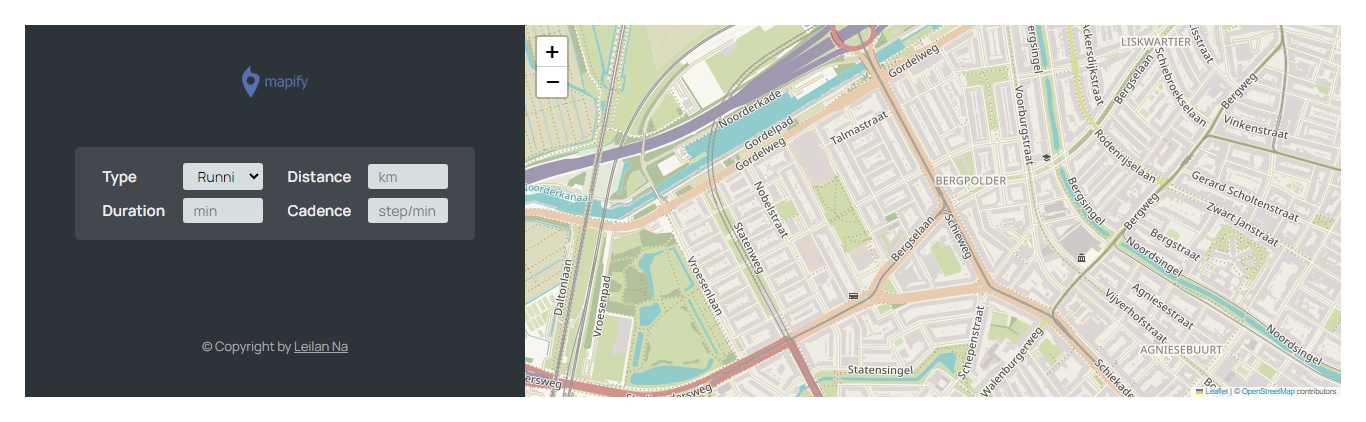 mapify
Type
Runni
Distance
km
Duration
min
Cadence
step/min
© Copyright by Leilan Na
+
−
LISKWARTIER
Gordelweg
Noorderkade
Gordelpad
Gordelweg
Talmastraat
Voorburgstraat
Bergselaan
Schiebroekselaan
Bergweg
Vinkenstraat
Rodenrijselaan
Ackersdijkstraat
BERGPOLDER
Noorderkanaal
Nobelstraat
Statenweg
Bergselaan
Schieweg
Bergsingel
Bergweg
Gerard Scholtenstraat
Zwart Janstraat
Bergstraat
Noordsingel
Daltonlaan
Vroesenpad
Vroesenlaan
Agniesestraat
Vijverhofstraat
Noordsingel
AGNIESEBUURT
Schepenstraat
Walenburgerweg
Statensingel
Schiekade
Leaflet | © OpenStreetMap contributors